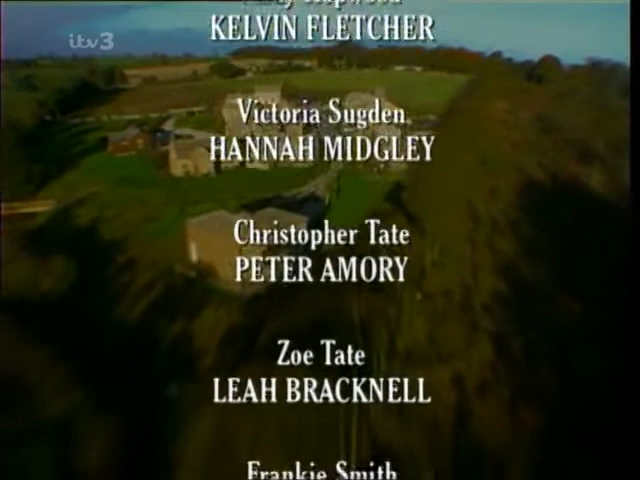 itv3
KELVIN FLETCHER
Victoria Sugden
HANNAH MIDGLEY
Christopher Tate
PETER AMORY
Zoe Tate
LEAH BRACKNELL
Frankie Smith